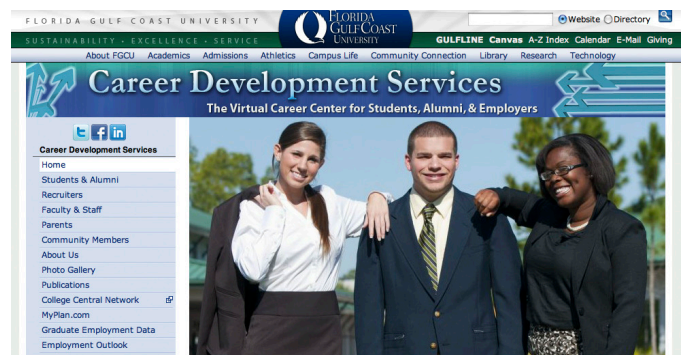 FLORIDA GULF COAST UNIVERSITY
FLORIDA
GULF COAST
UNIVERSITY
Website Directory
SUSTAINABILITY · EXCELLENCE · SERVICE
GULFLINE Canvas A-Z Index Calendar E-Mail Giving
About FGCU Academics Admissions Athletics Campus Life Community Connection Library Research Technology
Career Development Services
The Virtual Career Center for Students, Alumni, & Employers
Career Development Services
Home
Students & Alumni
Recruiters
Faculty & Staff
Parents
Community Members
About Us
Photo Gallery
Publications
College Central Network
MyPlan.com
Graduate Employment Data
Employment Outlook